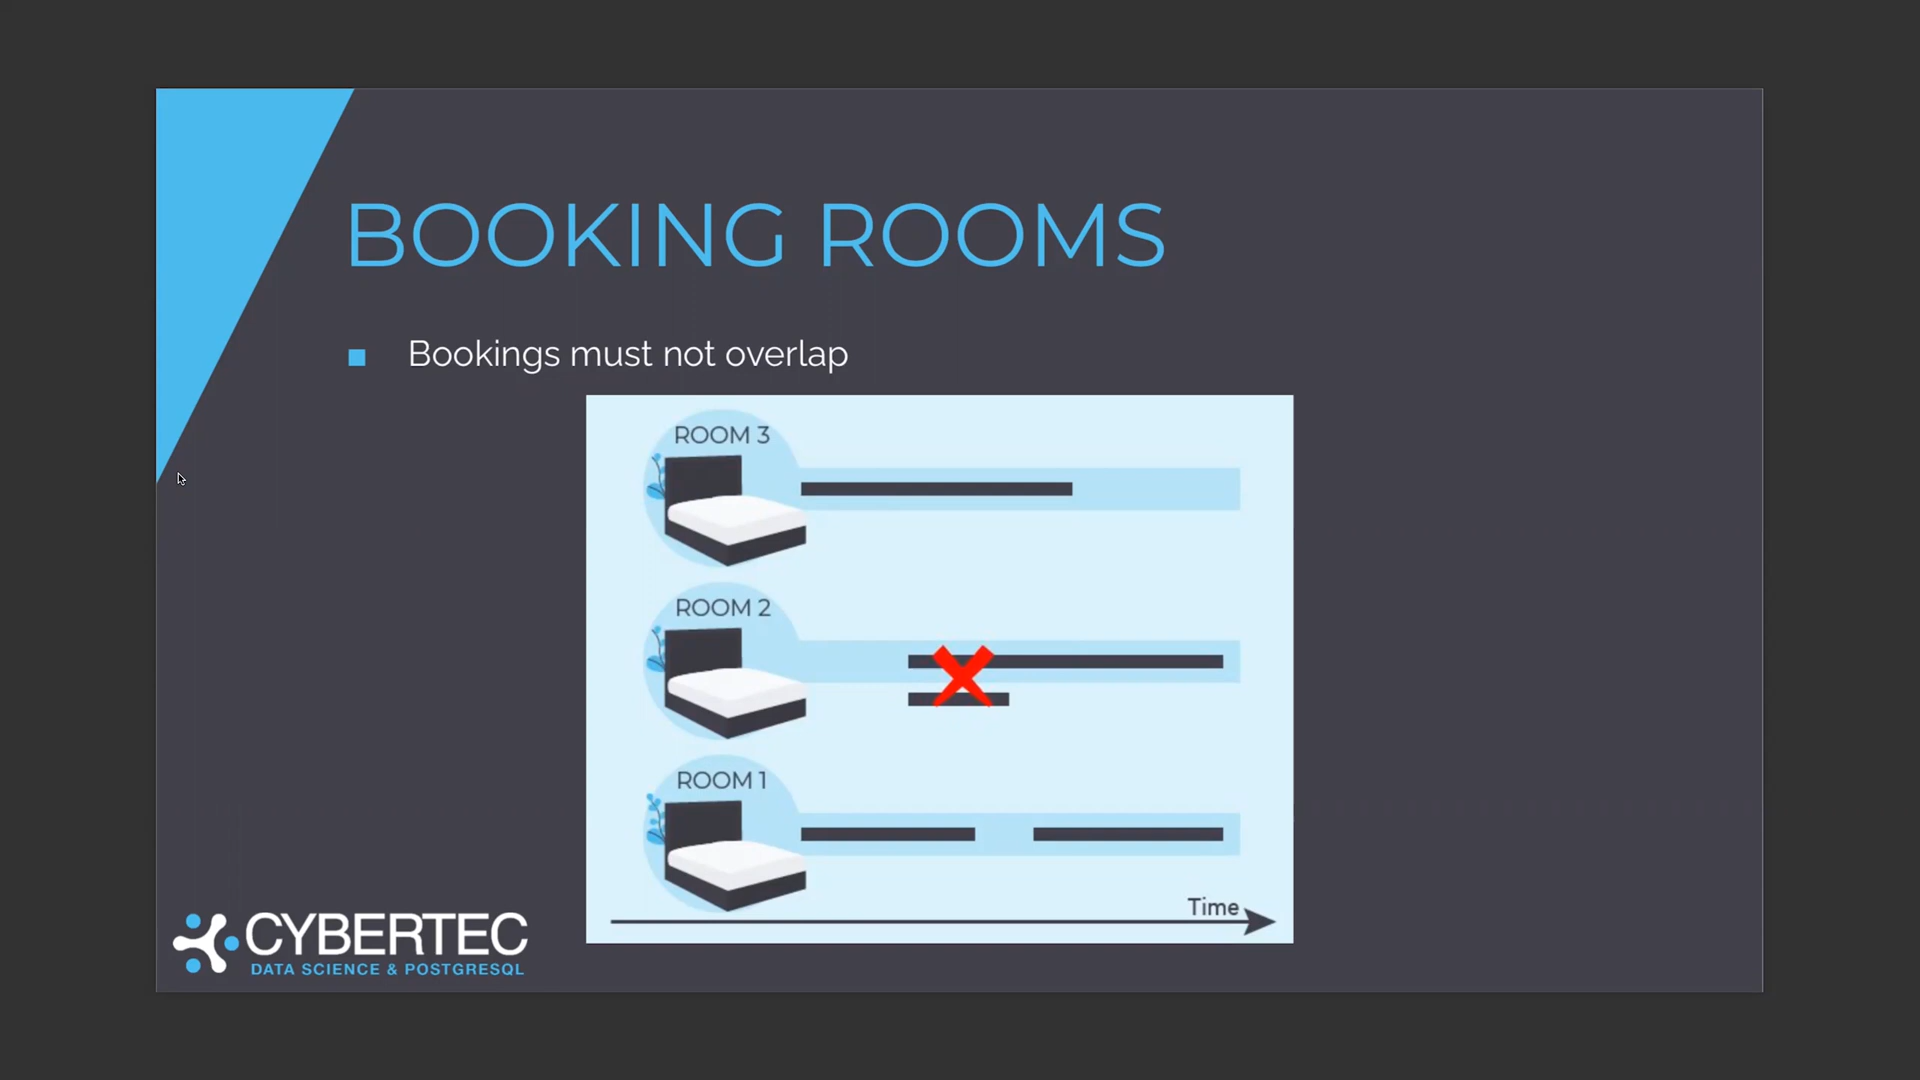 BOOKING ROOMS
Bookings must not overlap
ROOM 3
ROOM 2
ROOM 1
Time
CYBERTEC
DATA SCIENCE & POSTGRESQL